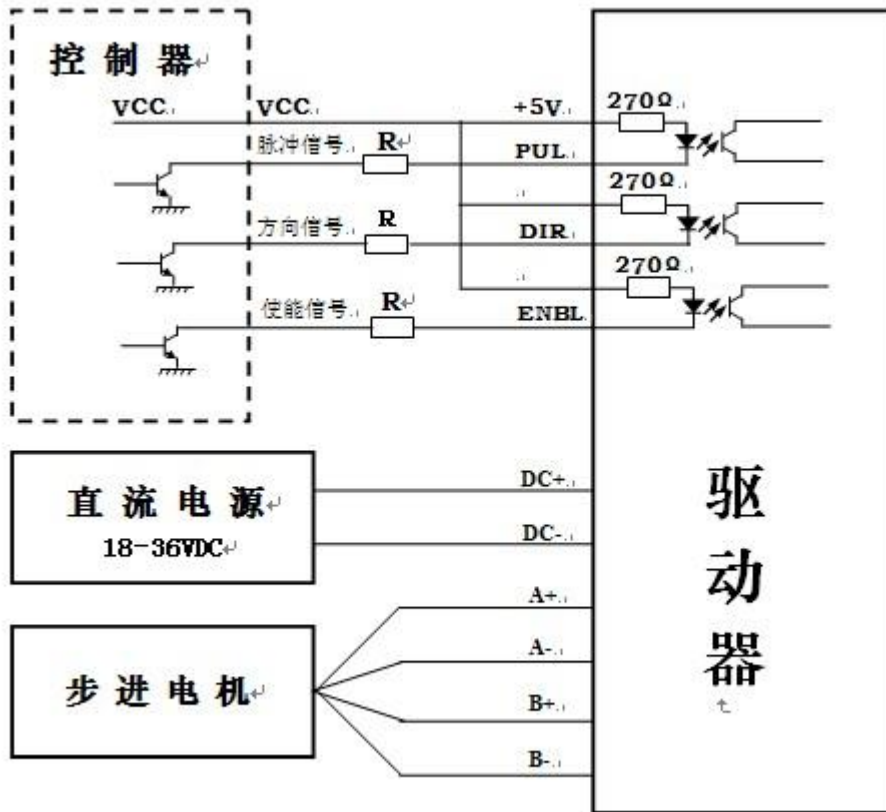 控制器
VCC VCC +5V 270Ω
脉冲信号 R PUL
270Ω
方向信号 R DIR
270Ω
使能信号 R ENBL
直流电源
18-36VDC
DC+
DC-
步进电机
A+
A-
B+
B-
驱动器